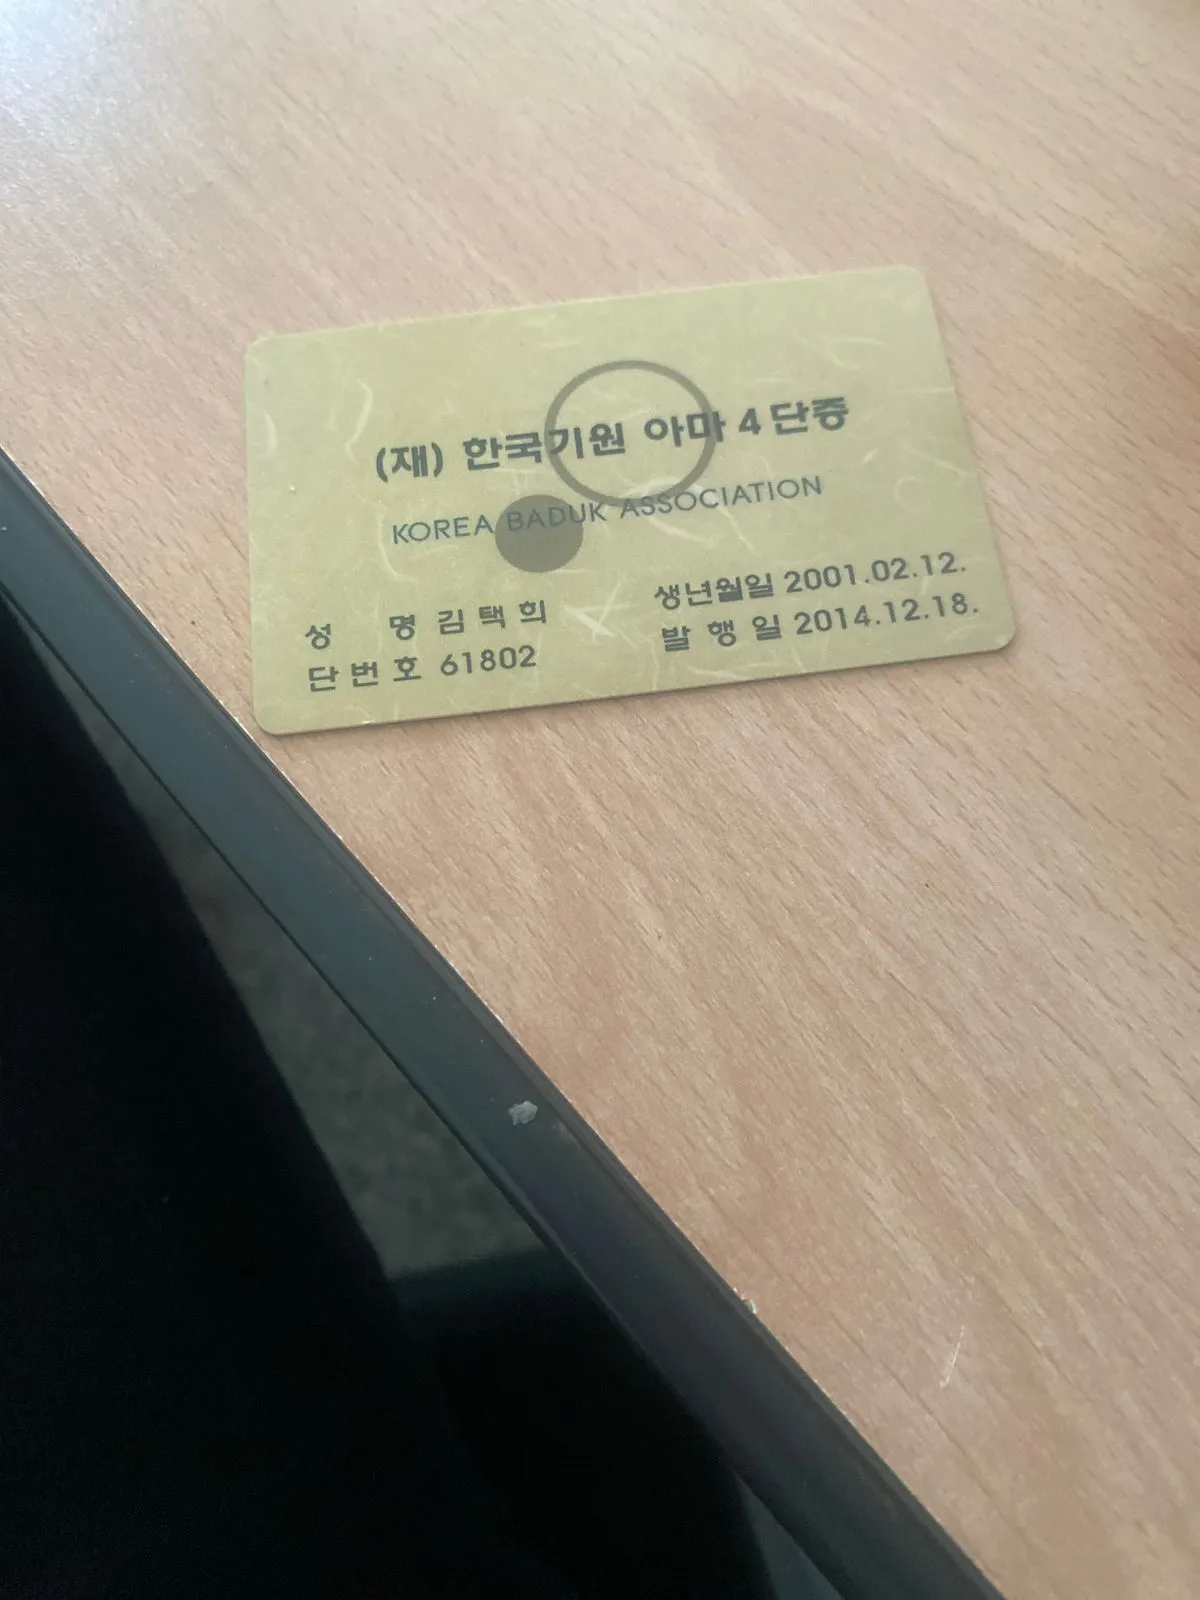 (재) 한국기원 아마 4 단증
KOREA BADUK ASSOCIATION
성 명 김택희 생년월일 2001.02.12.
단번호 61802 발행일 2014.12.18.